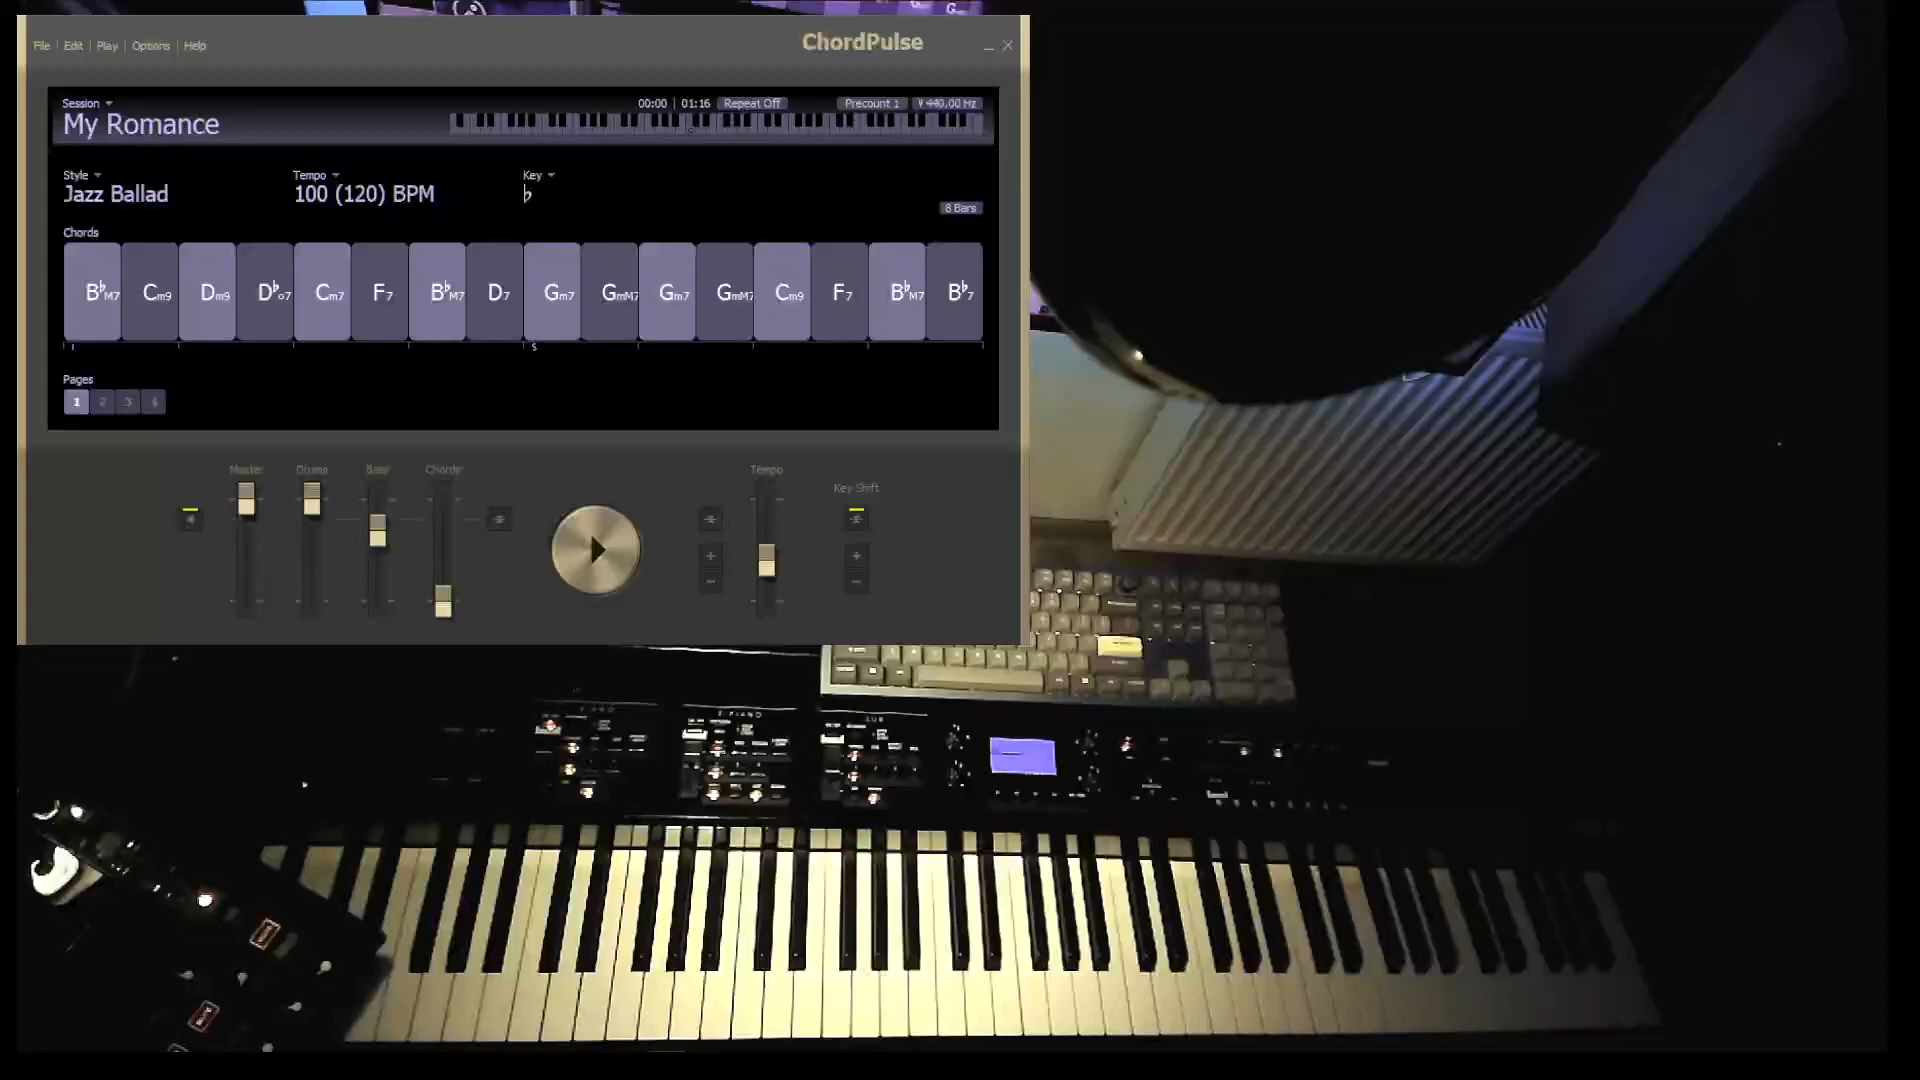 File | Edit | Play | Options | Help
ChordPulse
Session
00:00 | 01:16 Repeat Off Precount 1 440.00 Hz
My Romance
Style Tempo Key
Jazz Ballad 100 (120) BPM ♭
8 Bars
Chords
B♭M7 Cm9 Dm9 D♭o7 Cm7 F7 B♭M7 D7 Gm7 GmM7 Gm7 GmM7 Cm9 F7 B♭M7 B♭7
Pages
1 2 3 4
Master Drums Bass Chords Tempo
Key Shift
E PIANO SUB